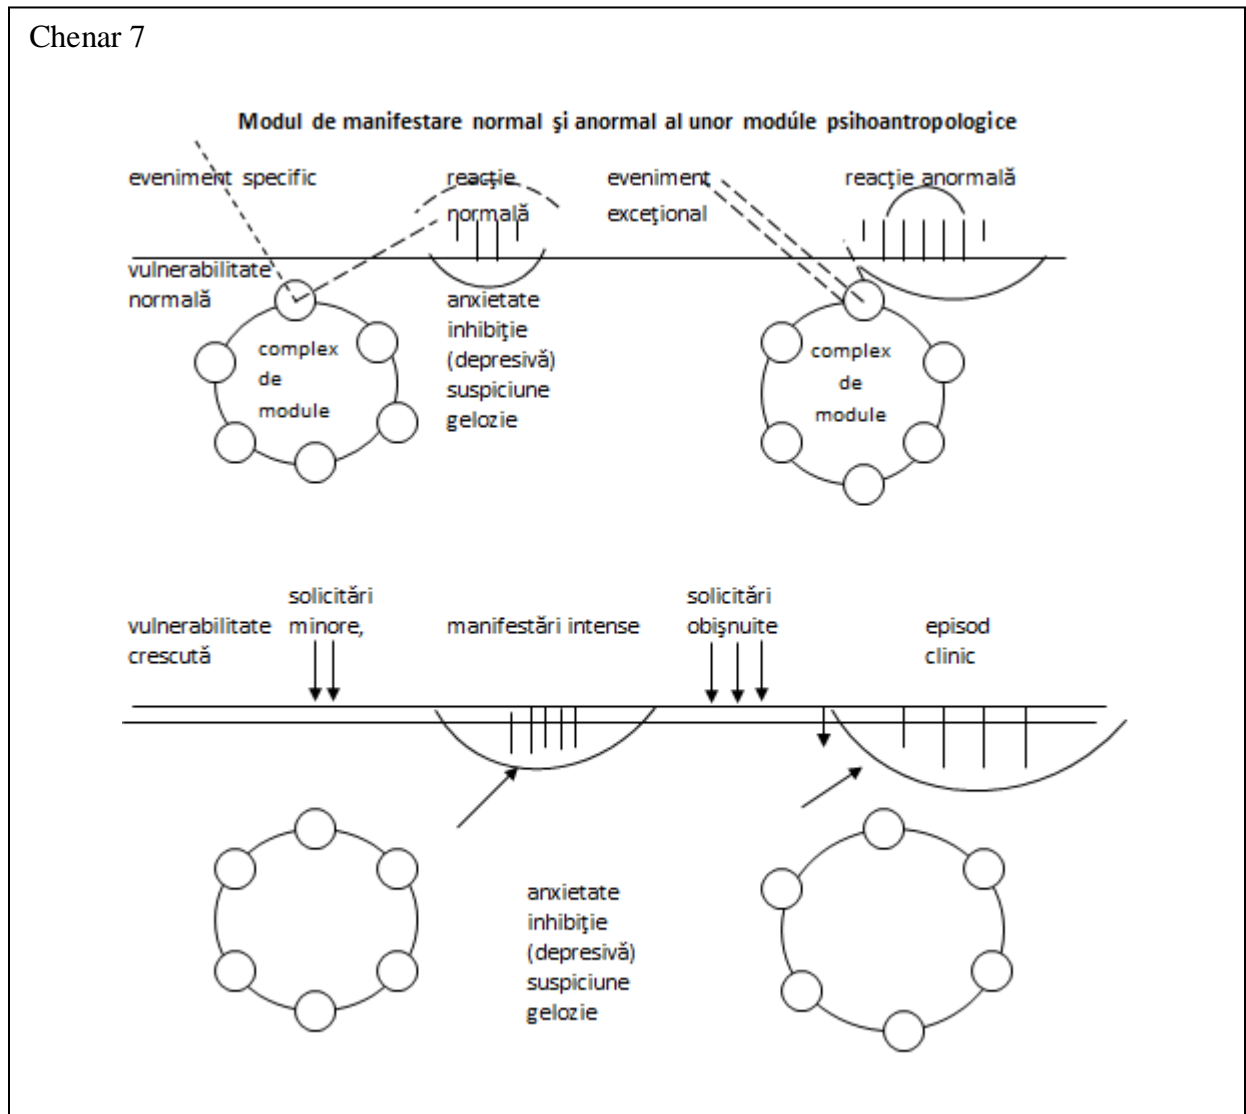 Chenar 7
Modul de manifestare normal şi anormal al unor modúle psihoantropologice
eveniment specific
reacţie
normală
eveniment
exceţional
reacţie anormală
vulnerabilitate
normală
anxietate
inhibiţie
(depresivă)
suspiciune
gelozie
complex
de
module
complex
de
module
vulnerabilitate
crescută
solicitări
minore,
manifestări intense
solicitări
obişnuite
episod
clinic
anxietate
inhibiţie
(depresivă)
suspiciune
gelozie